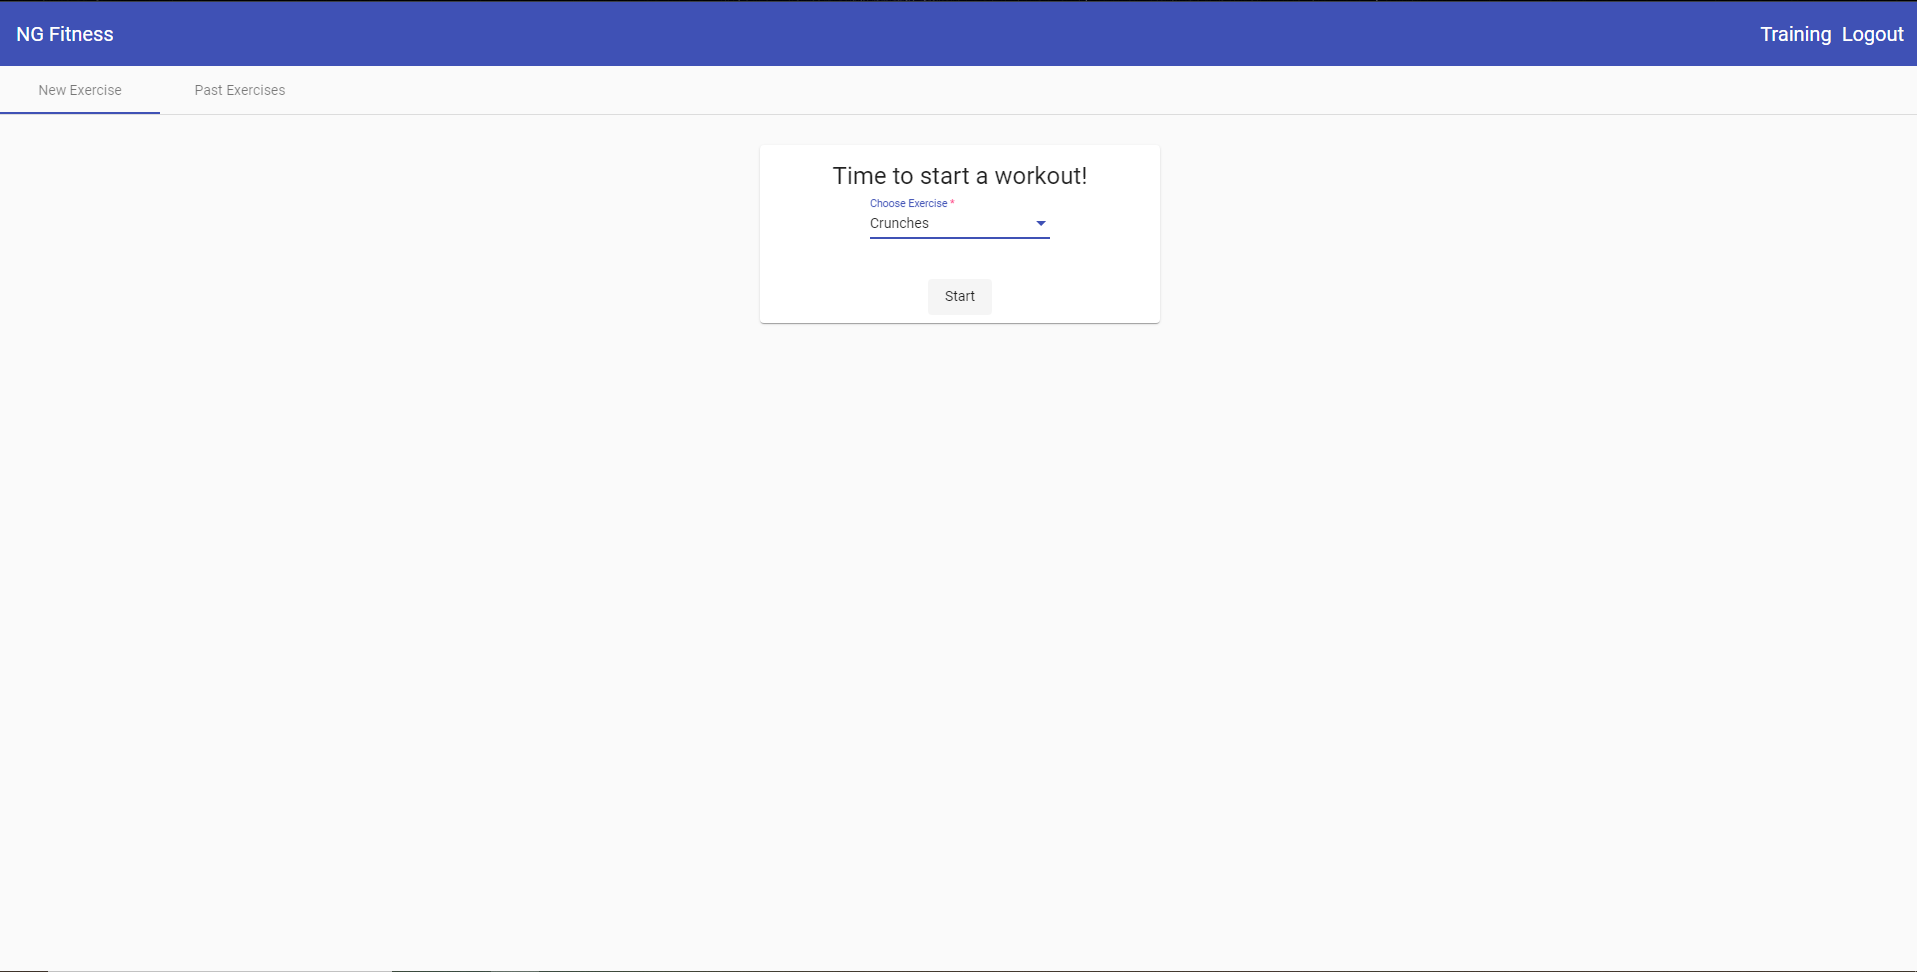 NG Fitness
Training Logout
New Exercise Past Exercises
Time to start a workout!
Choose Exercise *
Crunches
Start